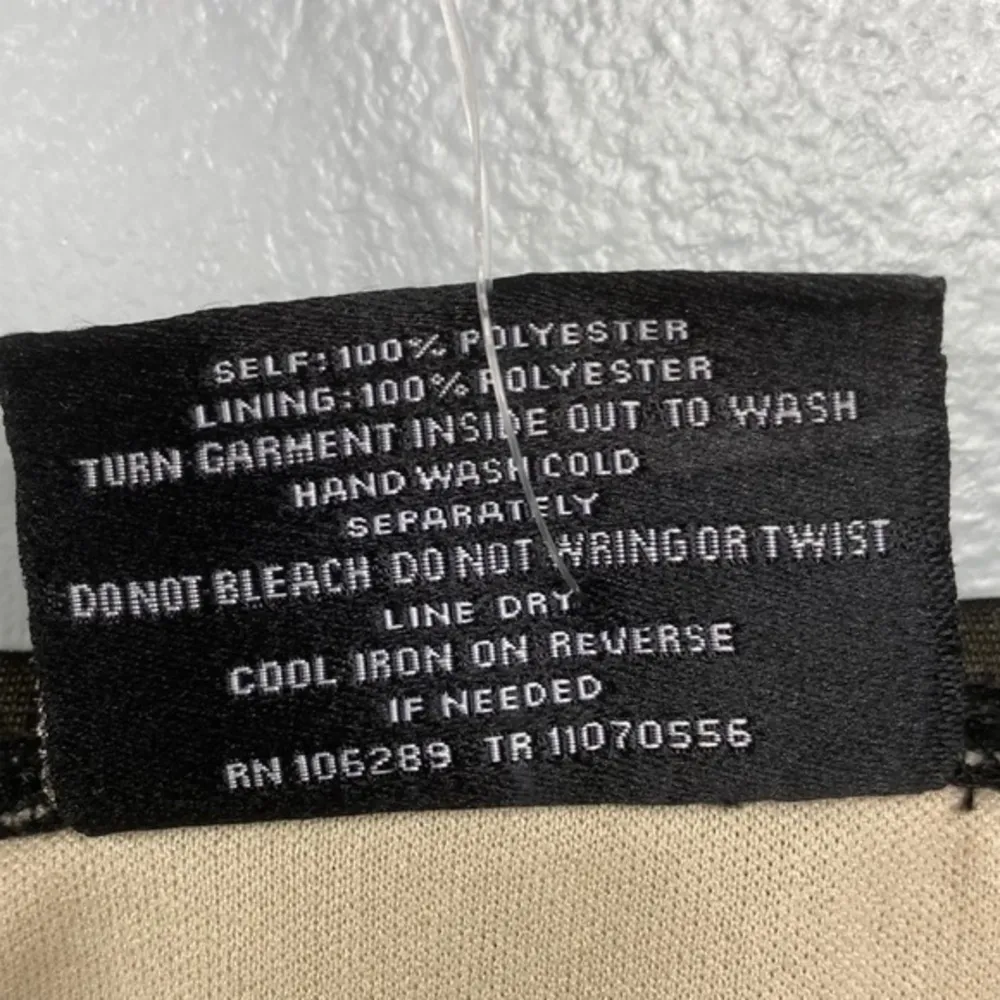 SELF: 100% POLYESTER
LINING: 100% POLYESTER
TURN GARMENT INSIDE OUT TO WASH
HAND WASH COLD
SEPARATELY
DO NOT BLEACH DO NOT WRING OR TWIST
LINE DRY
COOL IRON ON REVERSE
IF NEEDED
RN 106289 TR 11070556